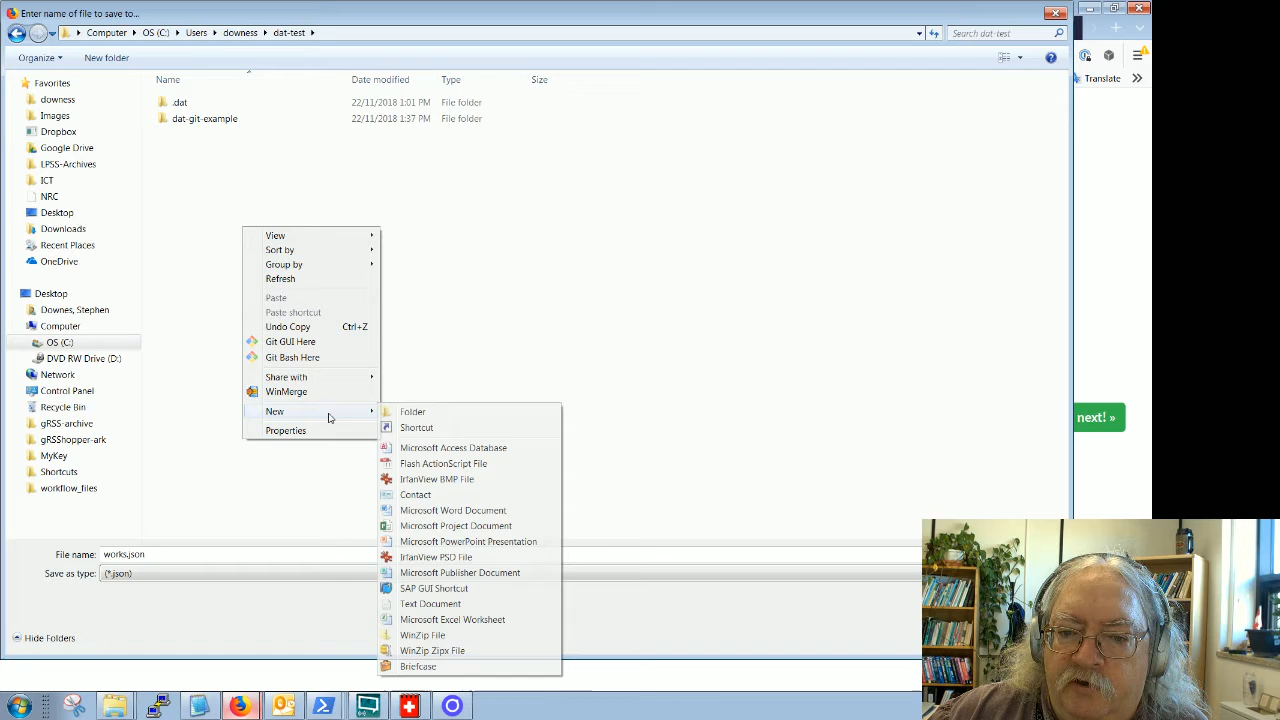 Enter name of file to save to...
Computer ▸ OS (C:) ▸ Users ▸ downess ▸ dat-test ▸
Search dat-test
Organize
New folder
Name
Date modified
Type
Size
.dat
22/11/2018 1:01 PM
File folder
dat-git-example
22/11/2018 1:37 PM
File folder
Favorites
downess
Images
Dropbox
Google Drive
LPSS-Archives
ICT
NRC
Desktop
Downloads
Recent Places
OneDrive
Desktop
Downes, Stephen
Computer
OS (C:)
DVD RW Drive (D:)
Network
Control Panel
Recycle Bin
gRSS-archive
gRSShopper-ark
MyKey
Shortcuts
workflow_files
View
Sort by
Group by
Refresh
Paste
Paste shortcut
Undo Copy Ctrl+Z
Git GUI Here
Git Bash Here
Share with
WinMerge
New
Properties
Folder
Shortcut
Microsoft Access Database
Flash ActionScript File
IrfanView BMP File
Contact
Microsoft Word Document
Microsoft Project Document
Microsoft PowerPoint Presentation
IrfanView PSD File
Microsoft Publisher Document
SAP GUI Shortcut
Text Document
Microsoft Excel Worksheet
WinZip File
WinZip Zipx File
Briefcase
File name: works.json
Save as type: (*.json)
Hide Folders
Translate »
next! »